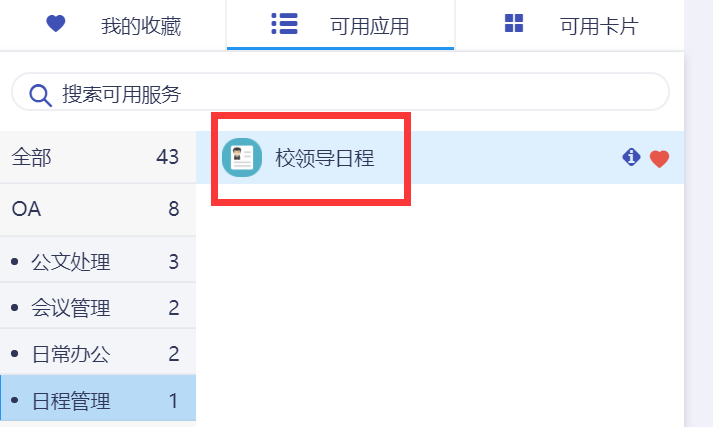 我的收藏 可用应用 可用卡片
搜索可用服务
全部 43 校领导日程
OA 8
公文处理 3
会议管理 2
日常办公 2
日程管理 1